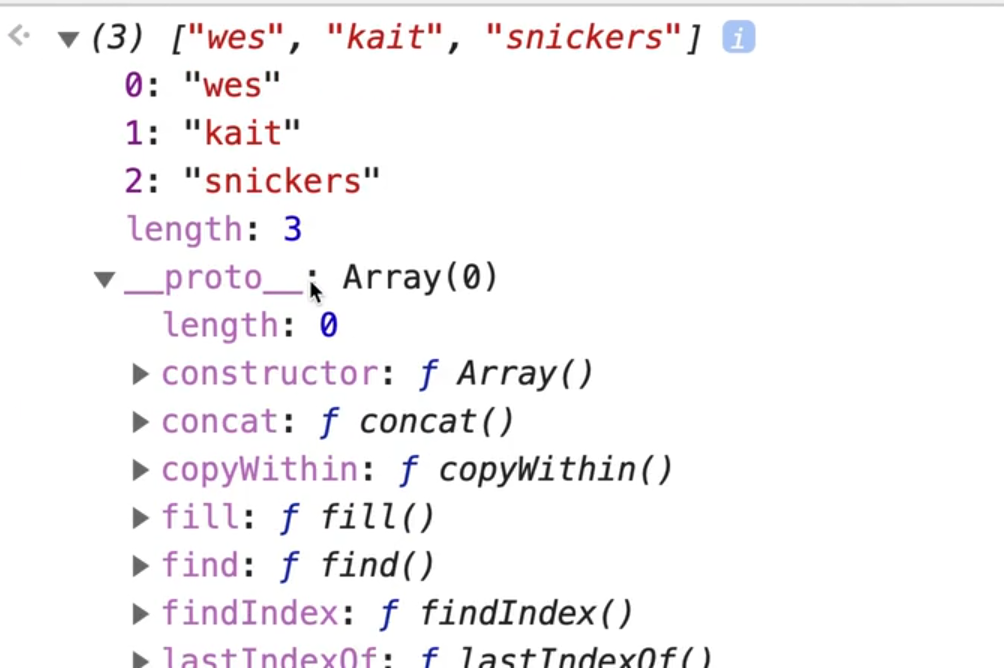 (3) ["wes", "kait", "snickers"] i
0: "wes"
1: "kait"
2: "snickers"
length: 3
__proto__: Array(0)
length: 0
constructor: ƒ Array()
concat: ƒ concat()
copyWithin: ƒ copyWithin()
fill: ƒ fill()
find: ƒ find()
findIndex: ƒ findIndex()
lastIndexOf: ƒ lastIndexOf()